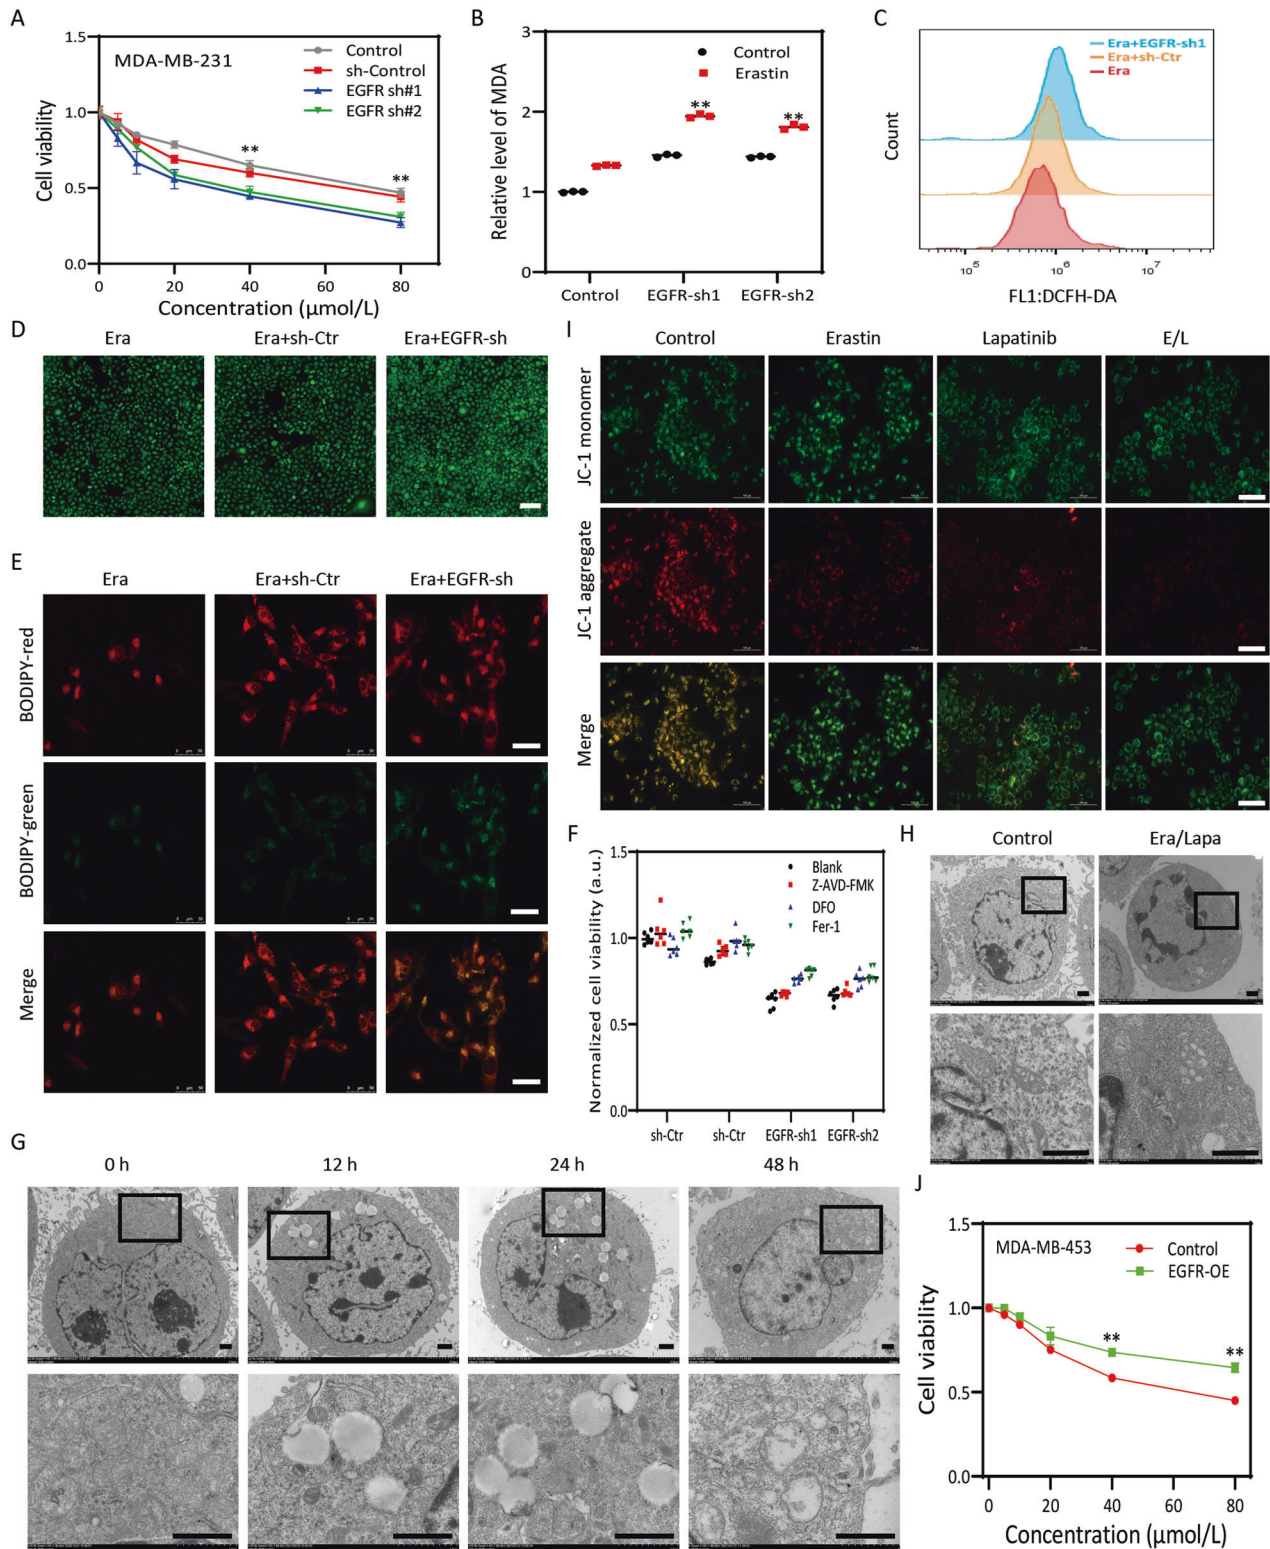 A
1.5
1.0
0.5
0.0
Cell viability
MDA-MB-231
Control
sh-Control
EGFR sh#1
EGFR sh#2
**
**
0
20
40
60
80
Concentration (µmol/L)
B
3
2
1
0
Relative level of MDA
Control
Erastin
**
**
Control
EGFR-sh1
EGFR-sh2
C
Era+EGFR-sh1
Era+sh-Ctr
Era
Count
10⁵
10⁶
10⁷
FL1:DCFH-DA
D
Era
Era+sh-Ctr
Era+EGFR-sh
E
Era
Era+sh-Ctr
Era+EGFR-sh
BODIPY-red
BODIPY-green
Merge
I
Control
Erastin
Lapatinib
E/L
JC-1 monomer
JC-1 aggregate
Merge
F
1.5
1.0
0.5
0.0
Normalized cell viability (a.u.)
Blank
Z-AVD-FMK
DFO
Fer-1
sh-Ctr
sh-Ctr
EGFR-sh1
EGFR-sh2
H
Control
Era/Lapa
G
0 h
12 h
24 h
48 h
J
1.5
1.0
0.5
0.0
Cell viability
MDA-MB-453
Control
EGFR-OE
**
**
0
20
40
60
80
Concentration (µmol/L)